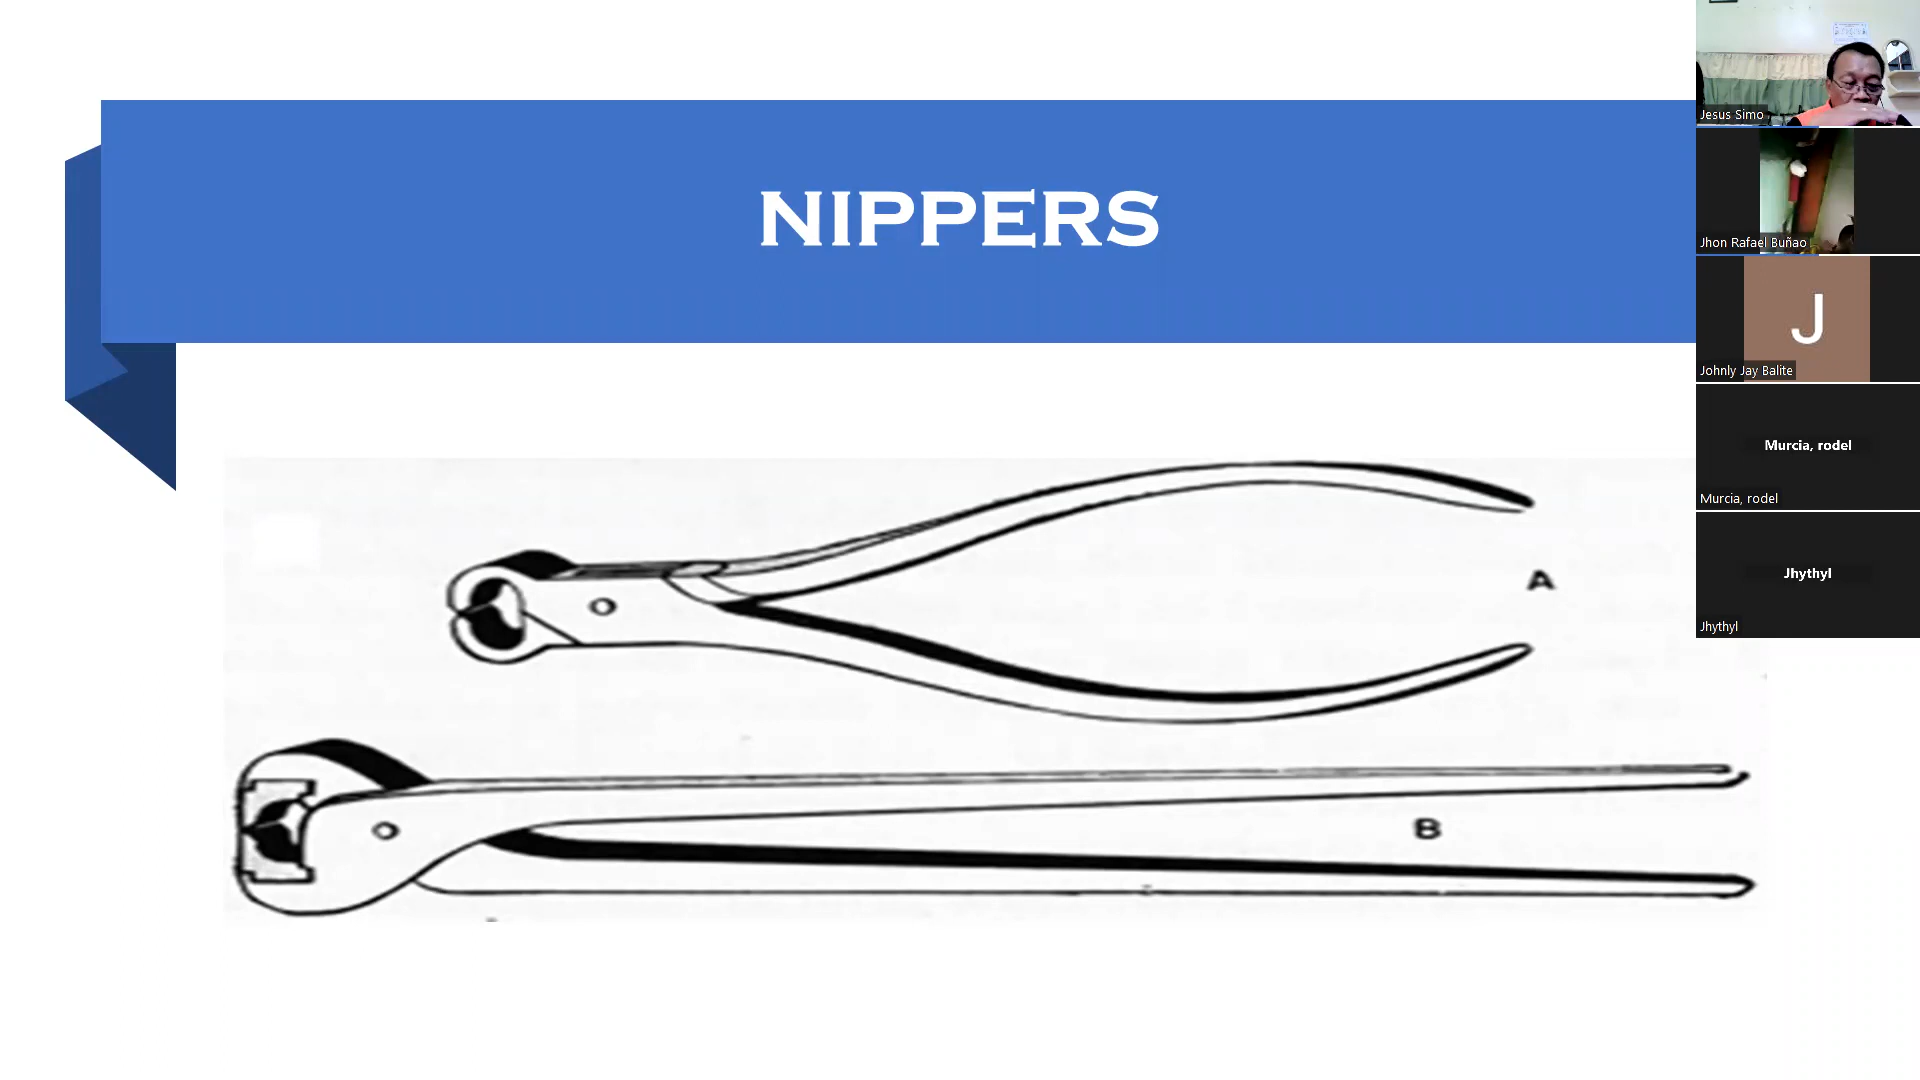 NIPPERS
A
B
Jesus Simo
Jhon Rafael Buñao
J
Johnly Jay Balite
Murcia, rodel
Murcia, rodel
Jhythyl
Jhythyl